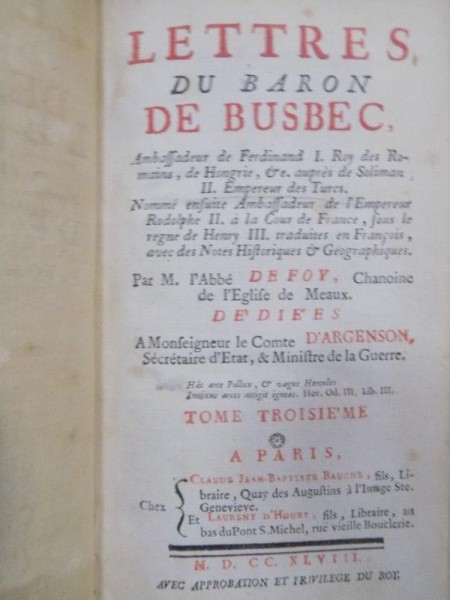 LETTRES
DU BARON
DE BUSBEC,
Ambassadeur de Ferdinand I. Roy des Ro-
mains, de Hongrie, &c. auprès de Soliman
II. Empereur des Turcs.
Nommé ensuite Ambassadeur de l'Empereur
Rodolphe II. à la Cour de France, sous le
regne de Henry III. traduites en François,
avec des Notes Historiques & Géographiques.
Par M. l'Abbé DE FOY, Chanoine
de l'Eglise de Meaux.
DE'DIE'ES
A Monseigneur le Comte D'ARGENSON,
Sécrétaire d'Etat, & Ministre de la Guerre.
Hâc arte Pollux, & vagus Hercules
Innixus arces attigit igneas. Hor. Od. III. Lib. III.
TOME TROISIE'ME
A PARIS,
Chez
CLAUDE JEAN-BAPTISTE BAUCHE, fils, Li-
braire, Quay des Augustins à l'Image Ste.
Genevieve.
Et LAURENT D'HOURY, fils, Libraire, au
bas du Pont S. Michel, rue vieille Bouclerie.
M. D. CC. XLVIII.
AVEC APPROBATION ET PRIVILEGE DU ROY.